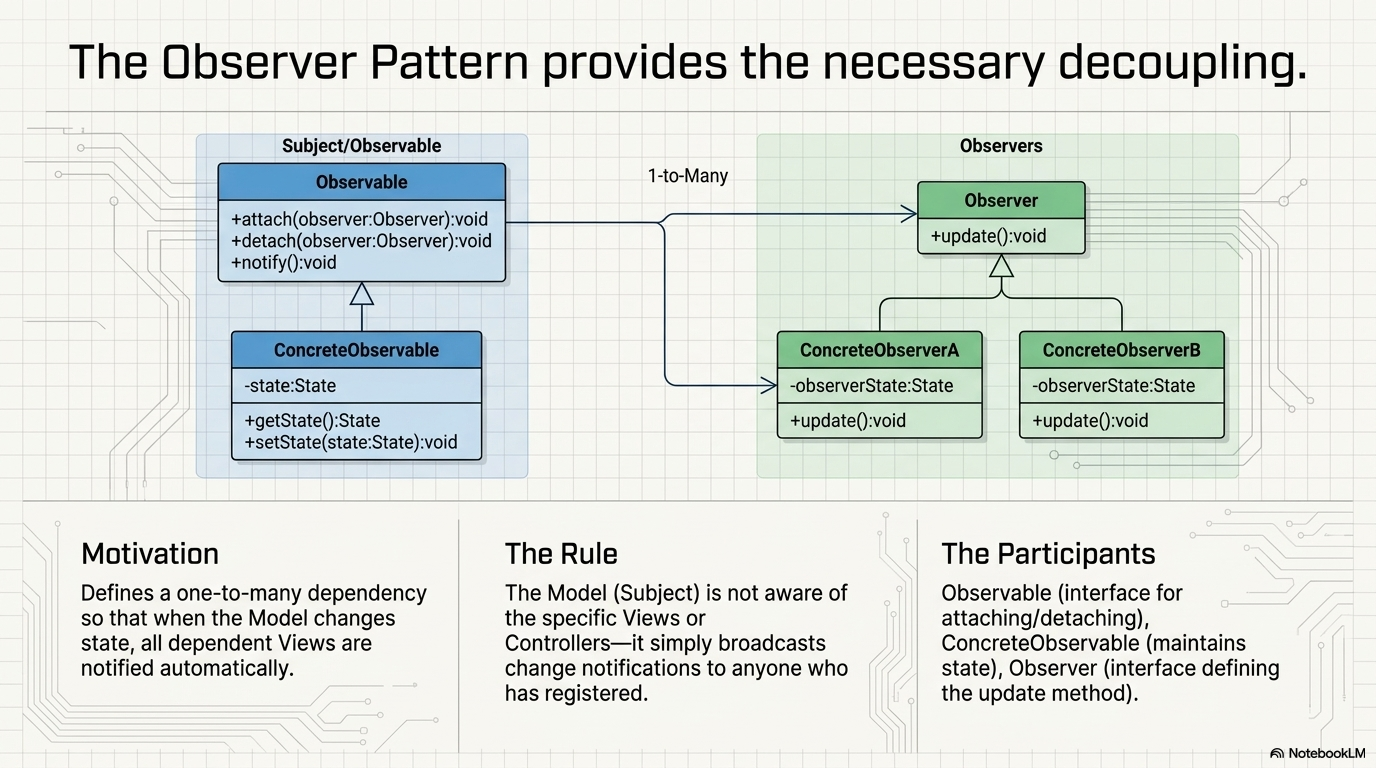 The Observer Pattern provides the necessary decoupling.
Subject/Observable
Observable
+attach(observer:Observer):void
+detach(observer:Observer):void
+notify():void
ConcreteObservable
-state:State
+getState():State
+setState(state:State):void
1-to-Many
Observers
Observer
+update():void
ConcreteObserverA
-observerState:State
+update():void
ConcreteObserverB
-observerState:State
+update():void
Motivation
Defines a one-to-many dependency
so that when the Model changes
state, all dependent Views are
notified automatically.
The Rule
The Model (Subject) is not aware of
the specific Views or
Controllers—it simply broadcasts
change notifications to anyone who
has registered.
The Participants
Observable (interface for
attaching/detaching),
ConcreteObservable (maintains
state), Observer (interface defining
the update method).
NotebookLM